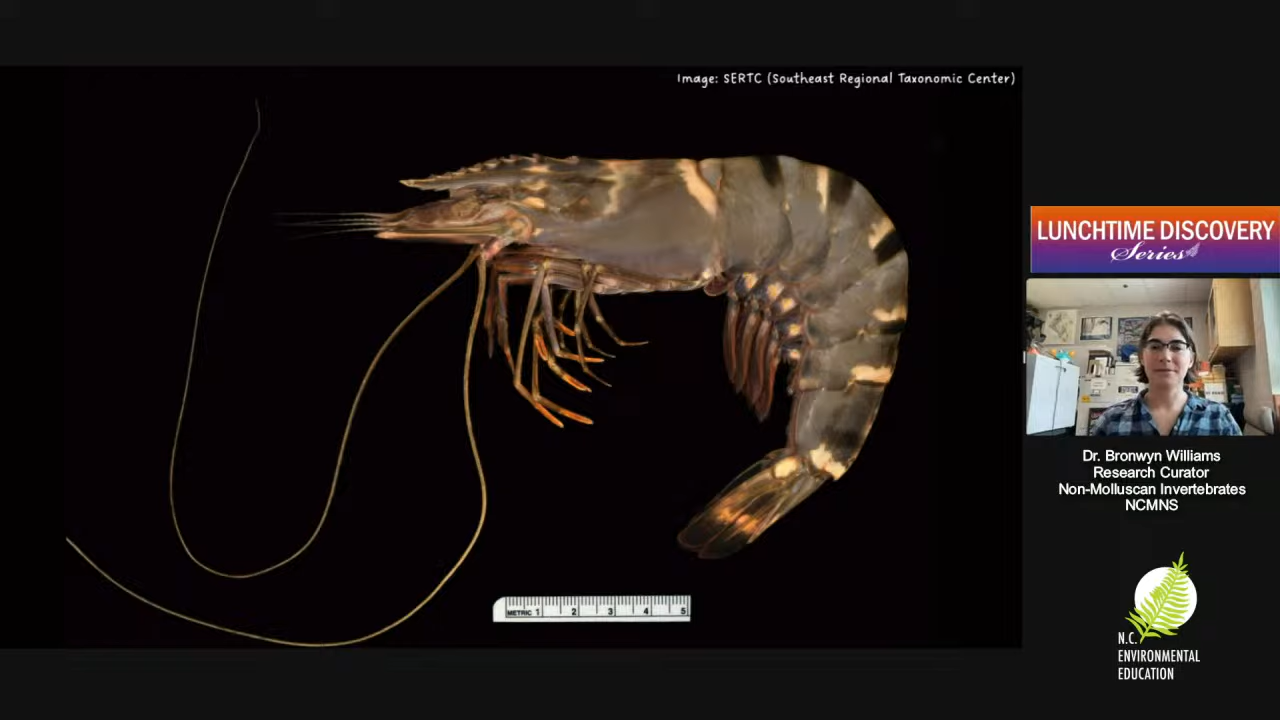 Image: SERTC (Southeast Regional Taxonomic Center)
LUNCHTIME DISCOVERY
Series
Dr. Bronwyn Williams
Research Curator
Non-Molluscan Invertebrates
NCMNS
METRIC 1 2 3 4 5
N.C.
ENVIRONMENTAL
EDUCATION